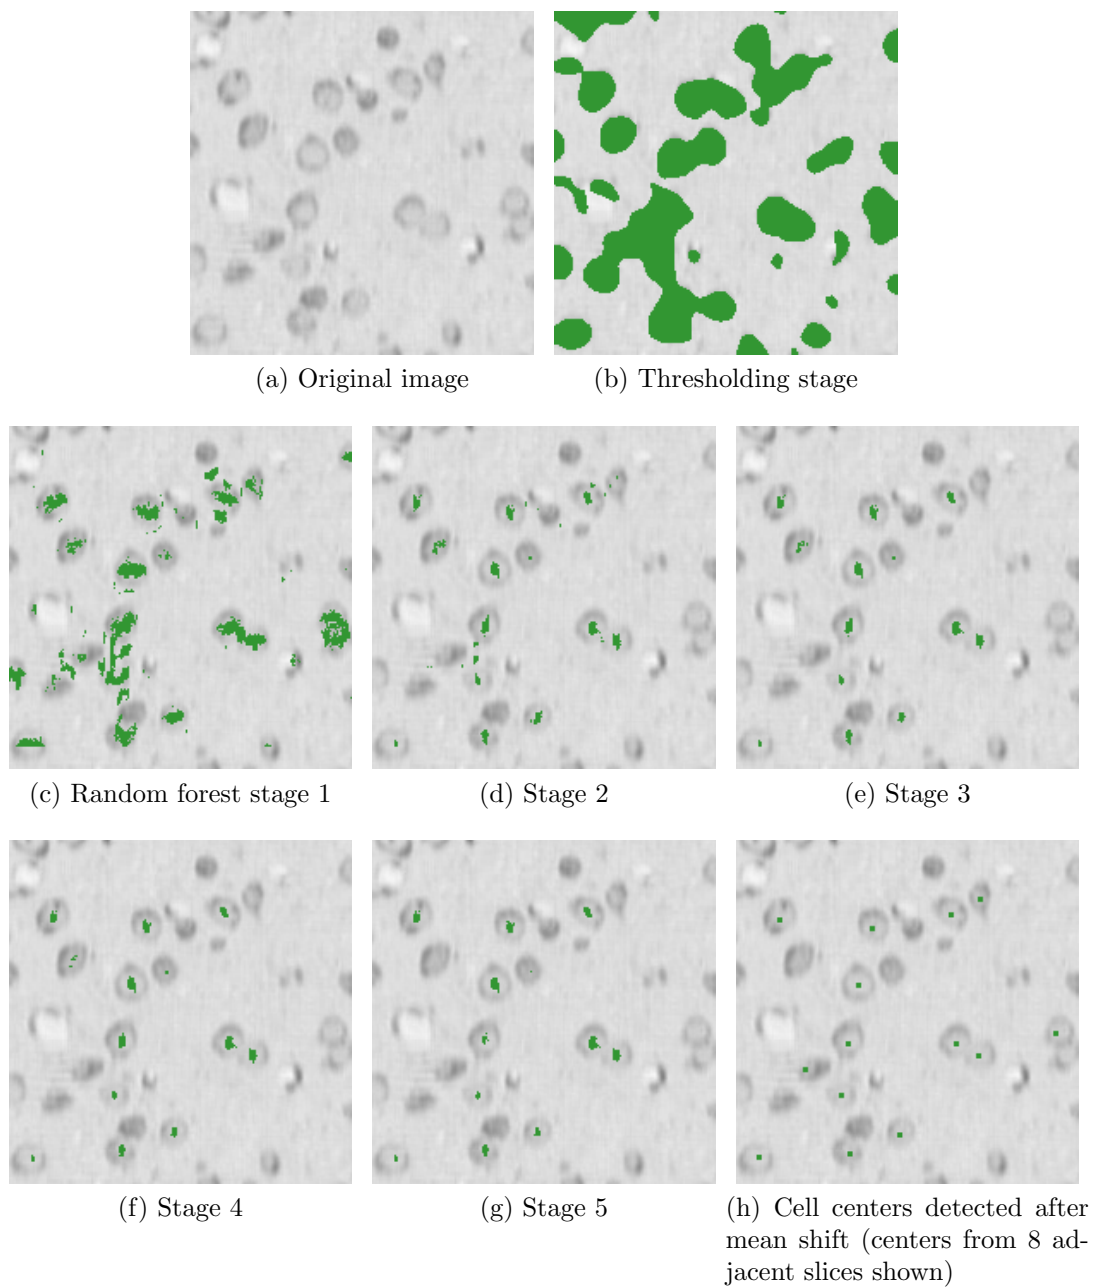 (a) Original image
(b) Thresholding stage
(c) Random forest stage 1
(d) Stage 2
(e) Stage 3
(f) Stage 4
(g) Stage 5
(h) Cell centers detected after
mean shift (centers from 8 ad-
jacent slices shown)